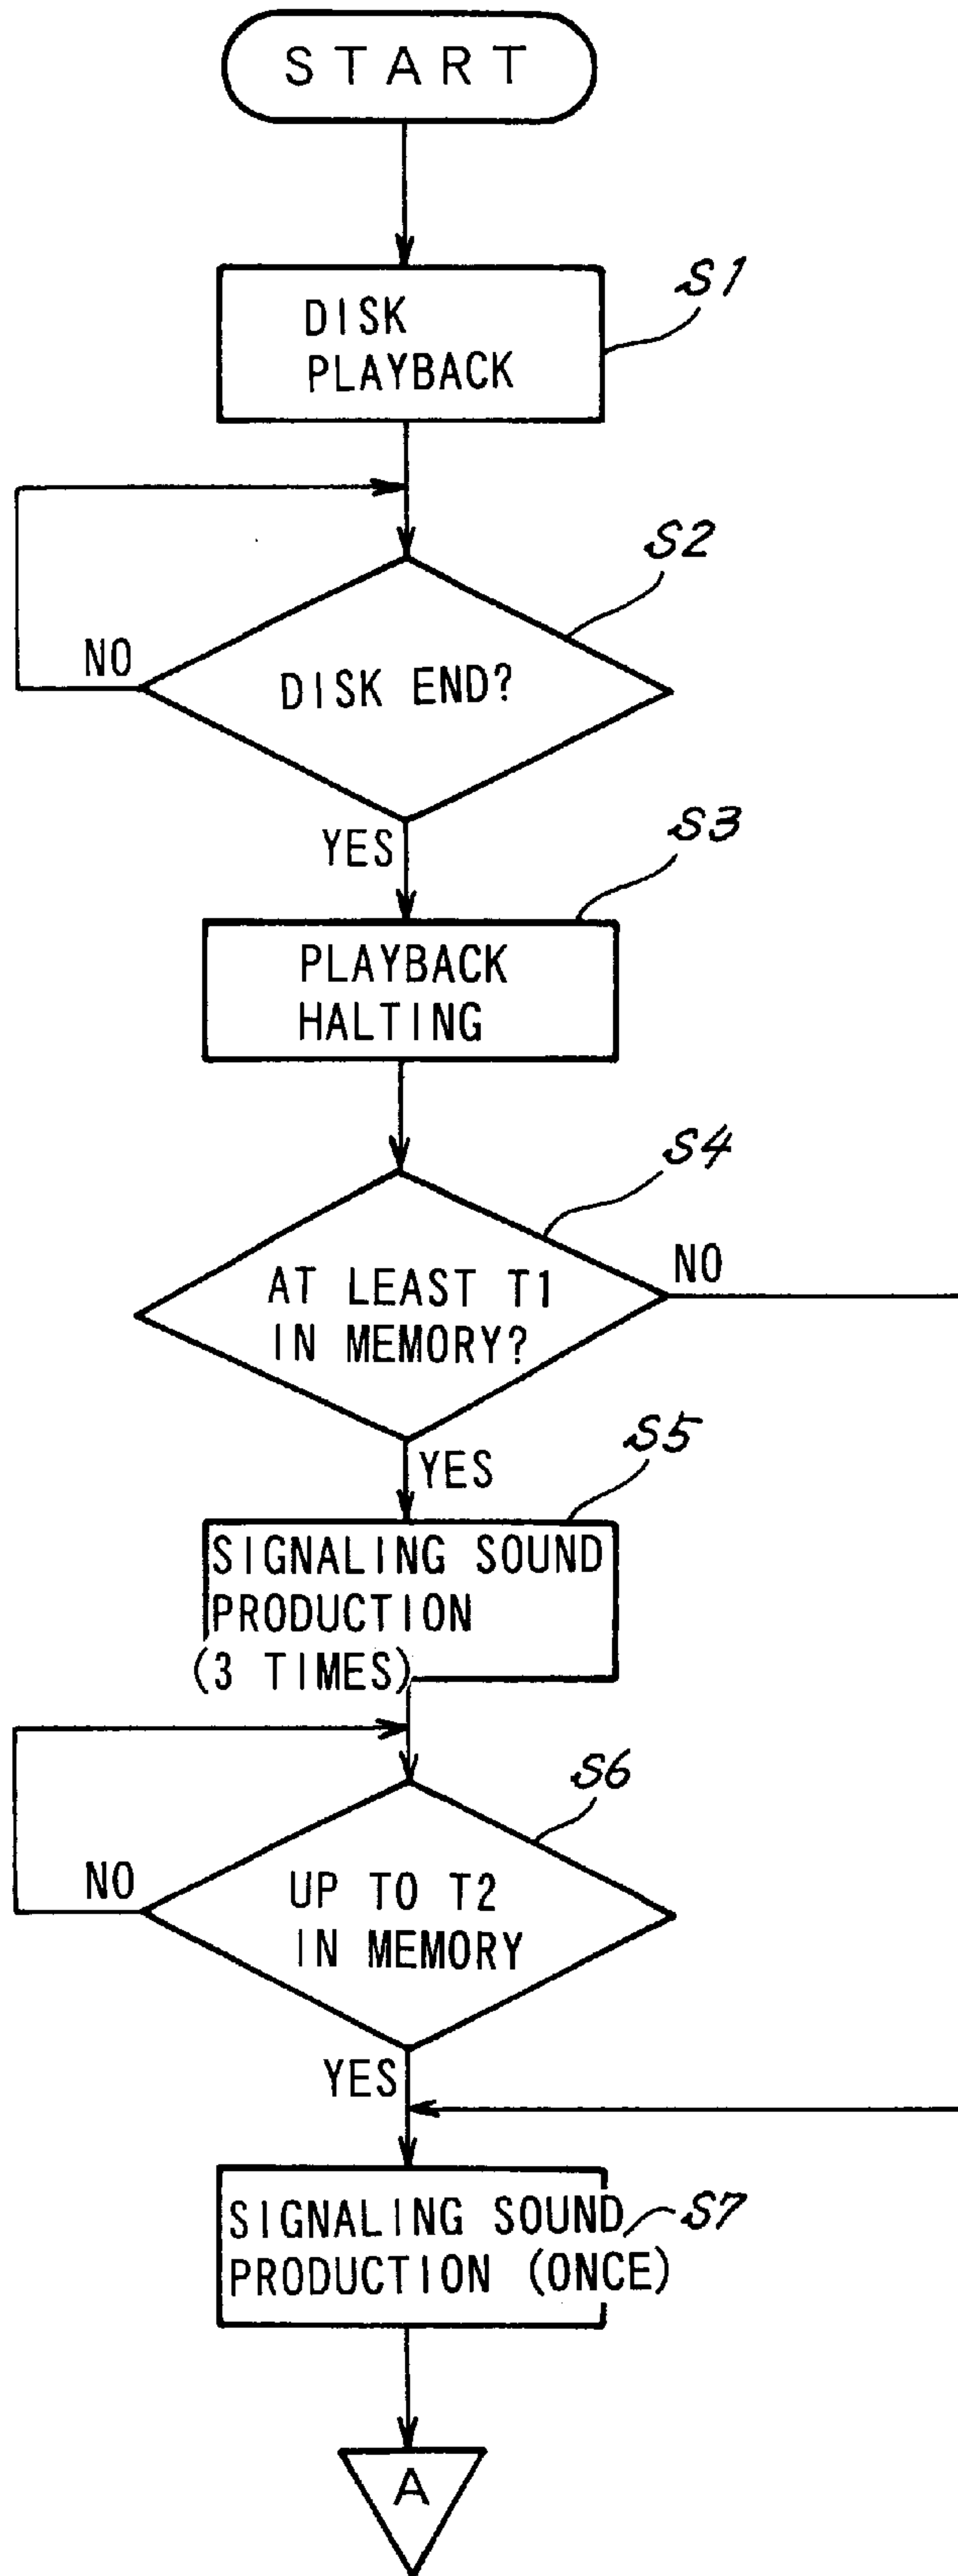 START
S1
DISK
PLAYBACK
S2
NO
DISK END?
YES
S3
PLAYBACK
HALTING
S4
NO
AT LEAST T1
IN MEMORY?
S5
YES
SIGNALING SOUND
PRODUCTION
(3 TIMES)
S6
NO
UP TO T2
IN MEMORY
YES
SIGNALING SOUND S7
PRODUCTION (ONCE)
A